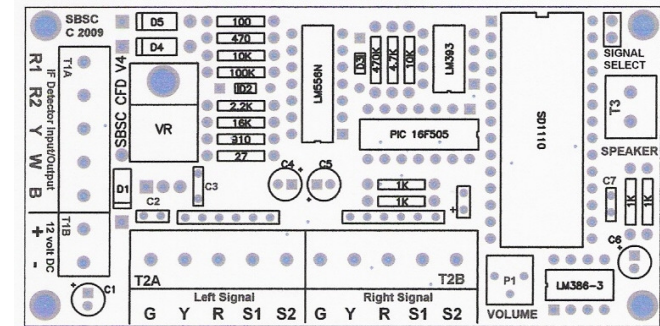 SBSC
C 2009
T1A
R1 R2 Y W B
IF Detector Input/Output
T1B
+ -
12 volt DC
C1
D5
D4
SBSC CFD V4
VR
D1
C2
C3
100
470
10K
100K
D2
2.2K
16K
910
27
LM556N
C4
C5
D3
470K
4.7K
10K
LM393
PIC 16F505
1K
1K
SD1110
SIGNAL
SELECT
T3
SPEAKER
C7
1K
1K
C6
LM386-3
P1
VOLUME
T2A
T2B
Left Signal
Right Signal
G Y R S1 S2
G Y R S1 S2